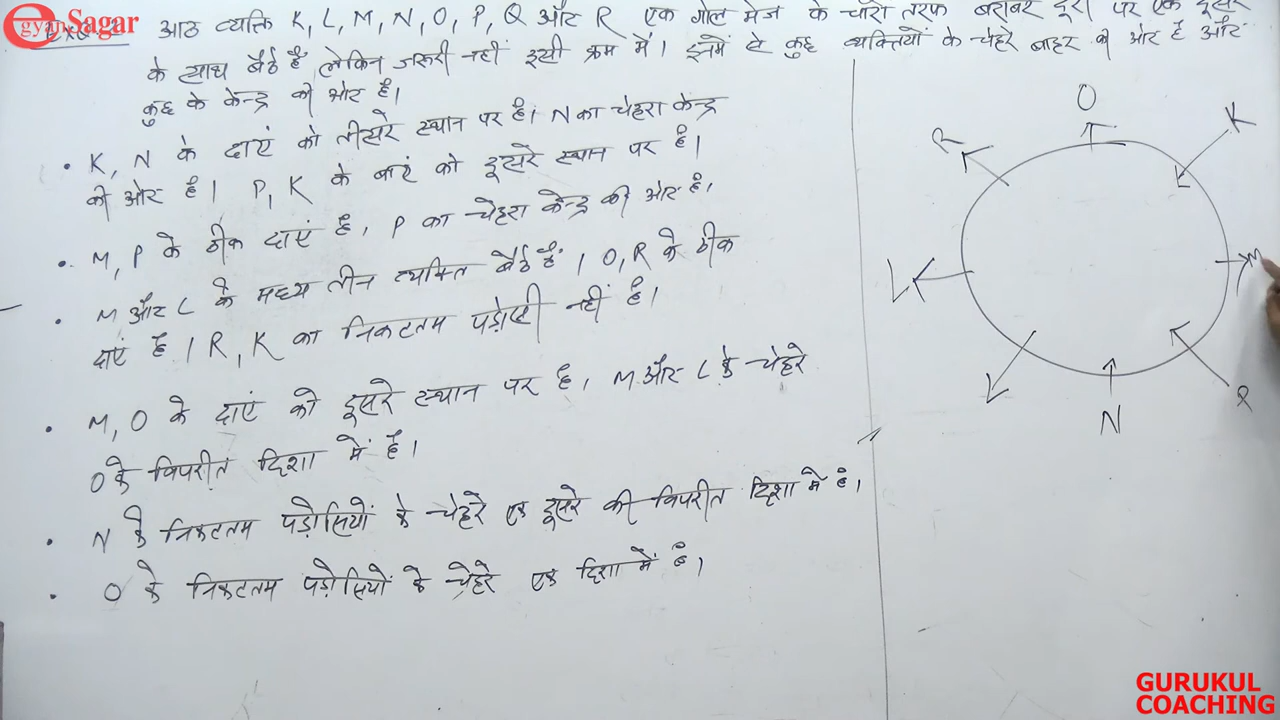 e Sagar
gyan
आठ व्यक्ति K, L, M, N, O, P, Q और R एक गोल मेज के चारों तरफ बराबर दूरी पर एक दूसरे
के साथ बैठे हैं लेकिन जरूरी नहीं इसी क्रम में। इनमें से कुछ व्यक्तियों के चेहरे बाहर की ओर हैं और
कुछ के केन्द्र की ओर हैं।
• K, N के दाएं को तीसरे स्थान पर है। N का चेहरा केन्द्र
की ओर है। P, K के बाएं को दूसरे स्थान पर है।
• M, P के ठीक दाएं है, P का चेहरा केन्द्र की ओर है।
• M और L के मध्य तीन व्यक्ति बैठे हैं। O, R के ठीक
दाएं है। R, K का निकटतम पड़ोसी नहीं है।
• M, O के दाएं को दूसरे स्थान पर है, M और L के चेहरे
O के विपरीत दिशा में है।
• N के निकटतम पड़ोसियों के चेहरे एक दूसरे की विपरीत दिशा में है।
• O के निकटतम पड़ोसियों के चेहरे एक दिशा में है।
O
K
R
M
L
N
GURUKUL
COACHING